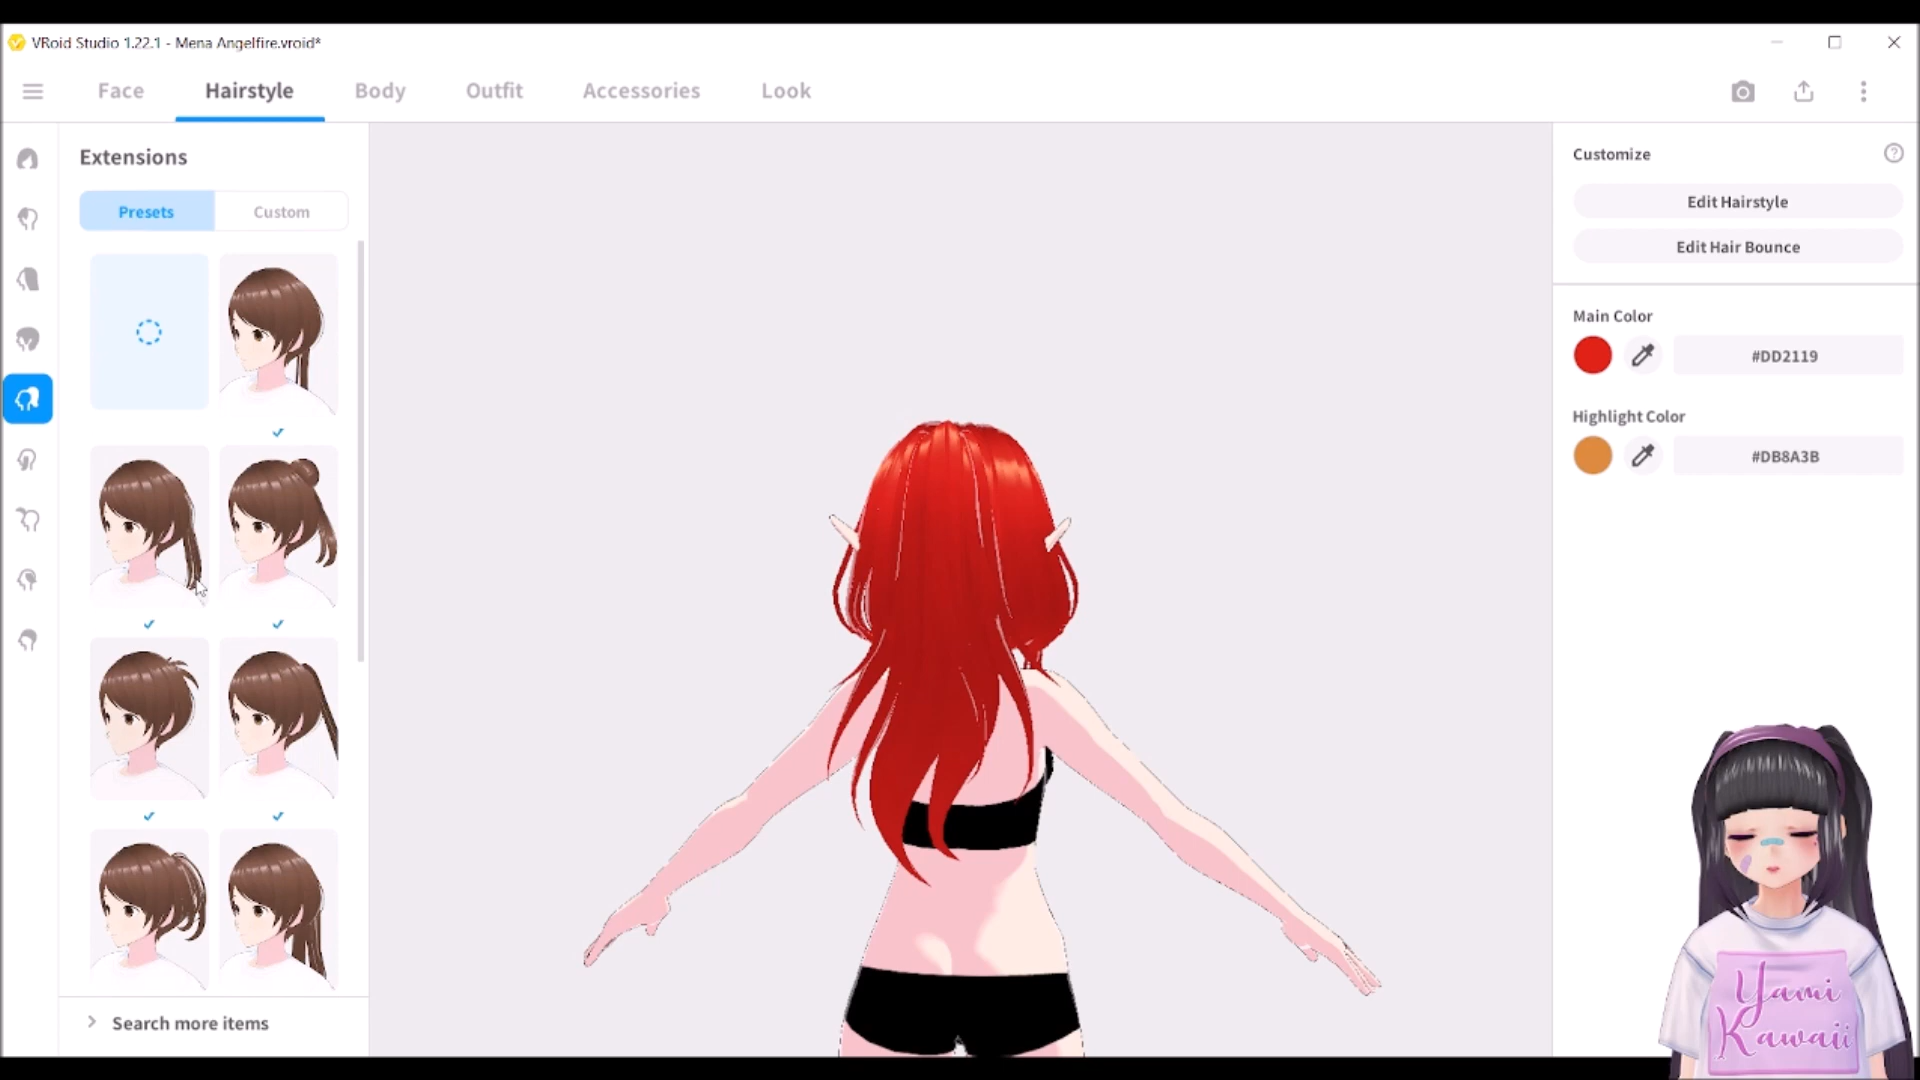 VRoid Studio 1.22.1 - Mena Angelfire.vroid*
Face
Hairstyle
Body
Outfit
Accessories
Look
Extensions
Presets
Custom
Search more items
Customize
Edit Hairstyle
Edit Hair Bounce
Main Color
#DD2119
Highlight Color
#DB8A3B
Yami
Kawaii